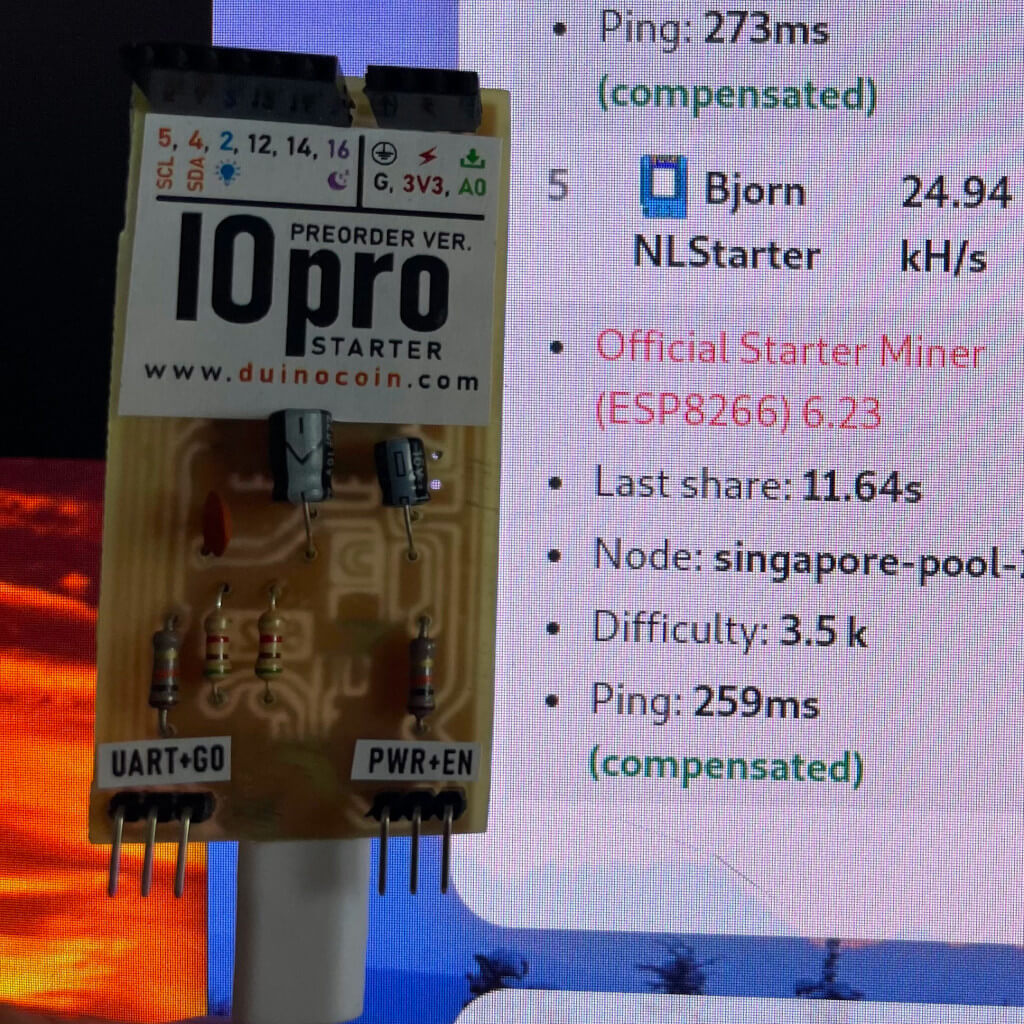 5, 4, 2, 12, 14, 16
SCL SDA
G, 3V3, A0
PREORDER VER.
IOpro
STARTER
www.duinocoin.com
UART+GO
PWR+EN
• Ping: 273ms
(compensated)
5 Bjorn 24.94
NLStarter kH/s
• Official Starter Miner
(ESP8266) 6.23
• Last share: 11.64s
• Node: singapore-pool-
• Difficulty: 3.5 k
• Ping: 259ms
(compensated)